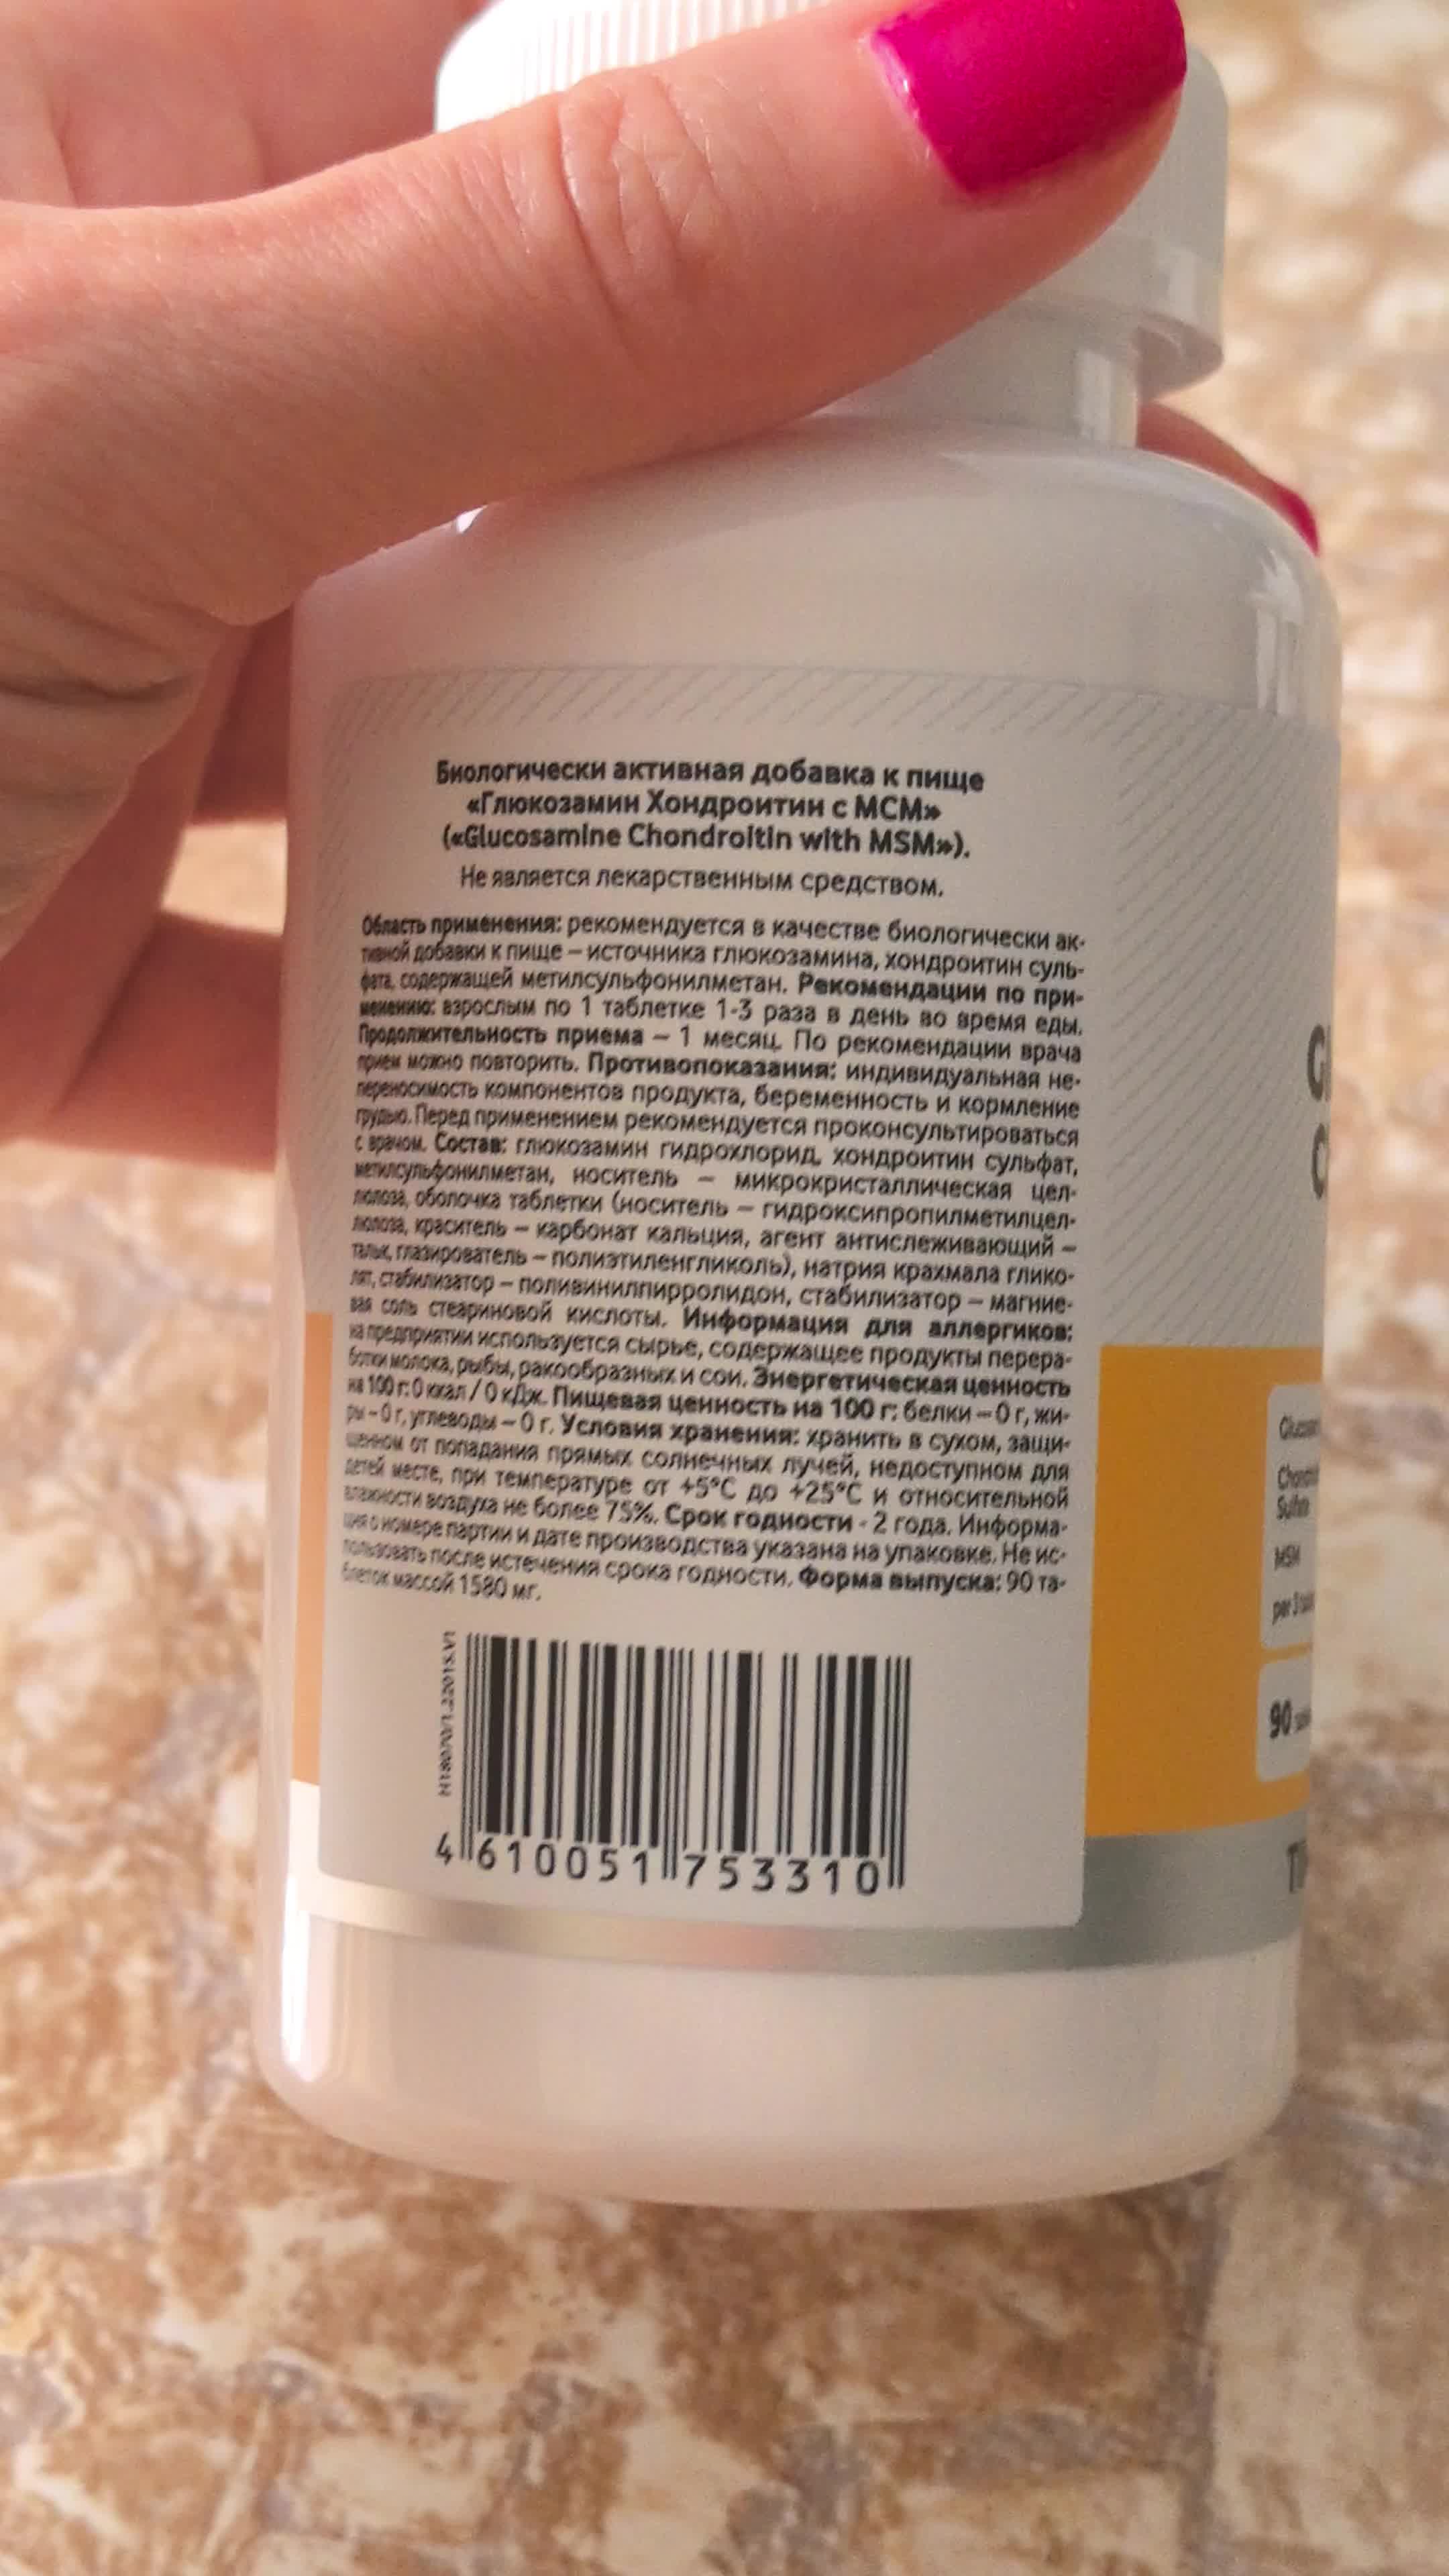 Биологически активная добавка к пище
«Глюкозамин Хондроитин с МСМ»
(«Glucosamine Chondroitin with MSM»).
Не является лекарственным средством.
Область применения: рекомендуется в качестве биологически ак-
тивной добавки к пище – источника глюкозамина, хондроитин суль-
фата, содержащей метилсульфонилметан. Рекомендации по при-
менению: взрослым по 1 таблетке 1-3 раза в день во время еды.
Продолжительность приема – 1 месяц. По рекомендации врача
прием можно повторить. Противопоказания: индивидуальная не-
переносимость компонентов продукта, беременность и кормление
грудью. Перед применением рекомендуется проконсультироваться
с врачом. Состав: глюкозамин гидрохлорид, хондроитин сульфат,
метилсульфонилметан, носитель – микрокристаллическая цел-
люлоза, оболочка таблетки (носитель – гидроксипропилметилцел-
люлоза, краситель – карбонат кальция, агент антислеживающий –
тальк, глазирователь – полиэтиленгликоль), натрия крахмала глико-
лят, стабилизатор – поливинилпирролидон, стабилизатор – магние-
вая соль стеариновой кислоты. Информация для аллергиков:
на предприятии используется сырье, содержащее продукты перера-
ботки молока, рыбы, ракообразных и сои. Энергетическая ценность
на 100 г: 0 ккал / 0 кДж. Пищевая ценность на 100 г: белки – 0 г, жи-
ры – 0 г, углеводы – 0 г. Условия хранения: хранить в сухом, защи-
щенном от попадания прямых солнечных лучей, недоступном для
детей месте, при температуре от +5°С до +25°С и относительной
влажности воздуха не более 75%. Срок годности - 2 года. Информа-
ция о номере партии и дате производства указана на упаковке. Не ис-
пользовать после истечения срока годности. Форма выпуска: 90 та-
блеток массой 1580 мг.
4 610051 753310
MSM
per 3
90